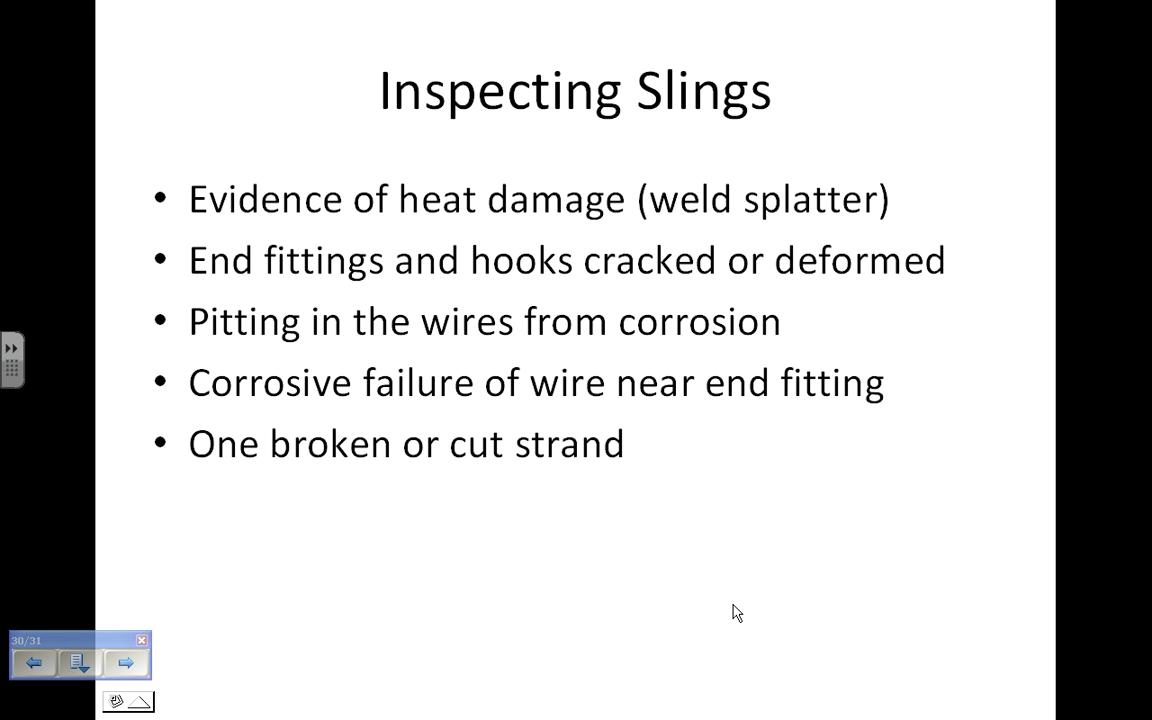 Inspecting Slings
• Evidence of heat damage (weld splatter)
• End fittings and hooks cracked or deformed
• Pitting in the wires from corrosion
• Corrosive failure of wire near end fitting
• One broken or cut strand
30/31